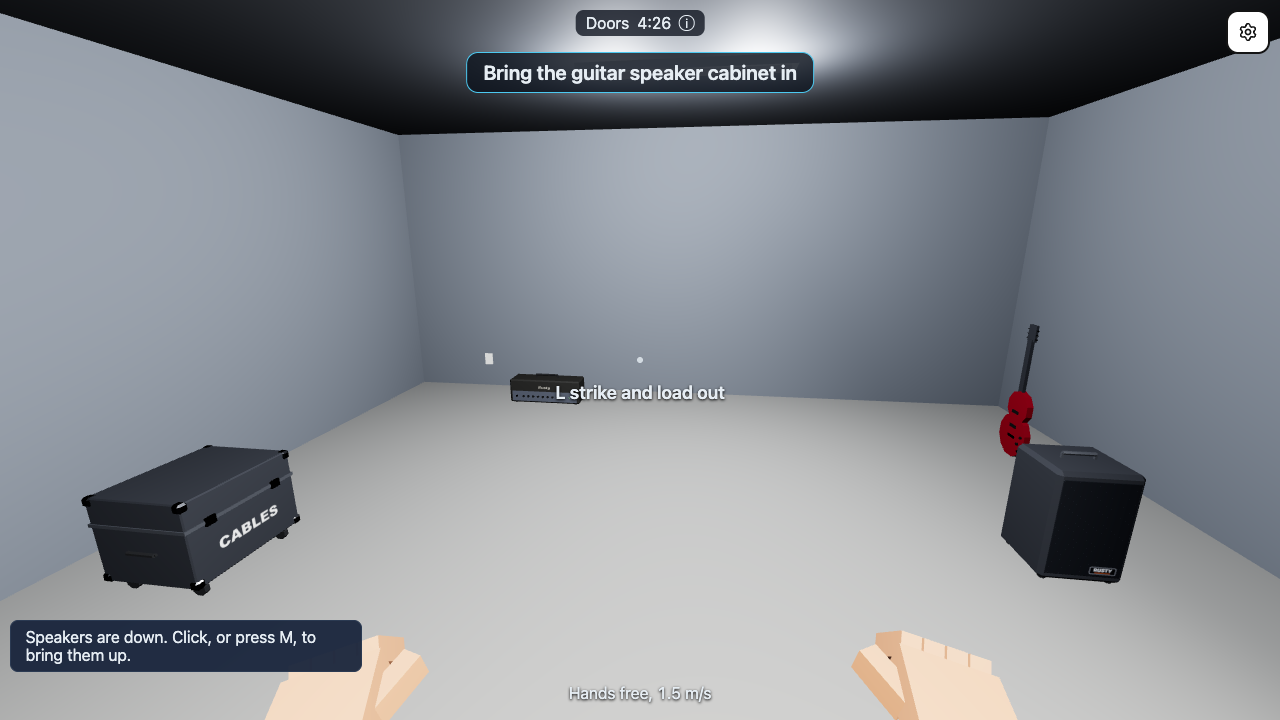 Doors 4:26 ⓘ
Bring the guitar speaker cabinet in
L strike and load out
CABLES
Speakers are down. Click, or press M, to
bring them up.
Hands free, 1.5 m/s